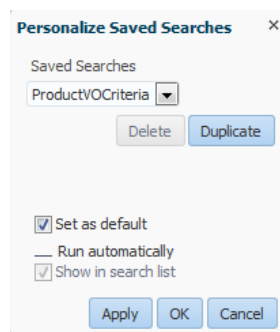 Personalize Saved Searches
Saved Searches
ProductVOCriteria
Delete Duplicate
Set as default
Run automatically
Show in search list
Apply OK Cancel